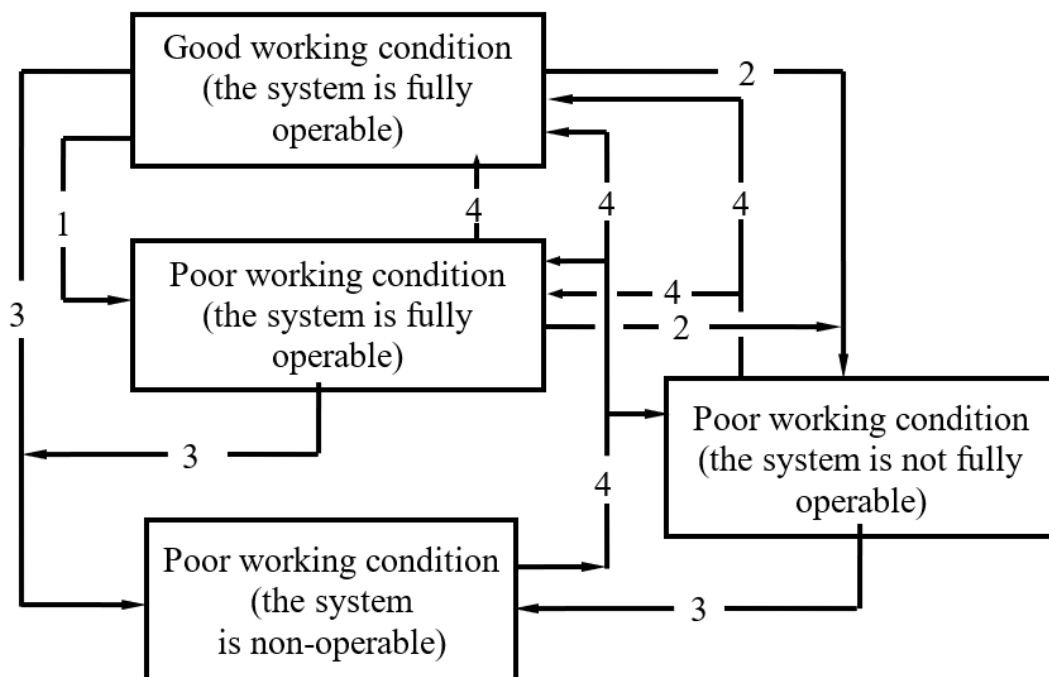 Good working condition
(the system is fully
operable)
2
1
4
4
4
3
Poor working condition
(the system is fully
operable)
4
2
3
4
Poor working condition
(the system is not fully
operable)
Poor working condition
(the system
is non-operable)
3